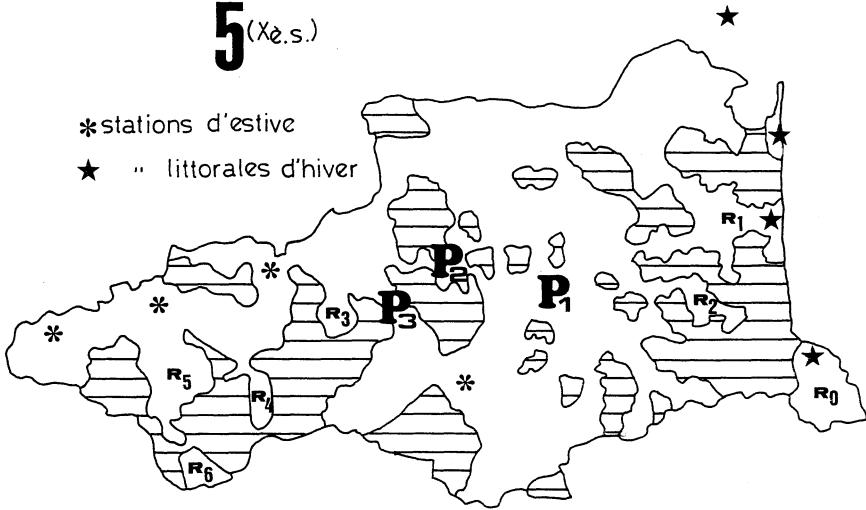 5 (Xè.s.)
* stations d'estive
★ " littorales d'hiver
R1
P2
P1
R2
P3
R3
R5
R4
R0
R6